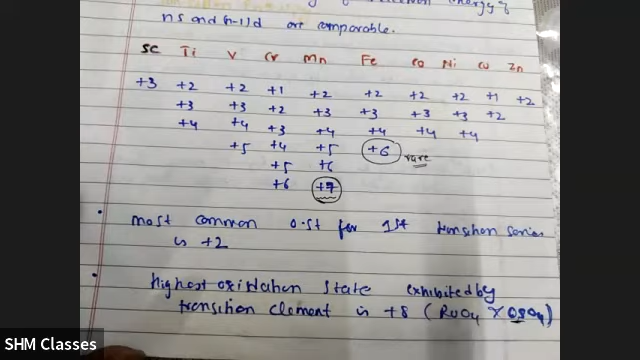 ns and (n-1)d are comparable.
Sc Ti V Cr Mn Fe Co Ni Cu Zn
+3 +2 +2 +1 +2 +2 +2 +2 +1 +2
+3 +3 +2 +3 +3 +3 +3 +2
+4 +4 +3 +4 +4 +4 +4
+5 +4 +5 +6 rare
+5 +6
+6 +7
• most common o.st for 1st transition series
is +2
• highest oxidation state exhibited by
transition element is +8 (RuO4 OsO4)
SHM Classes